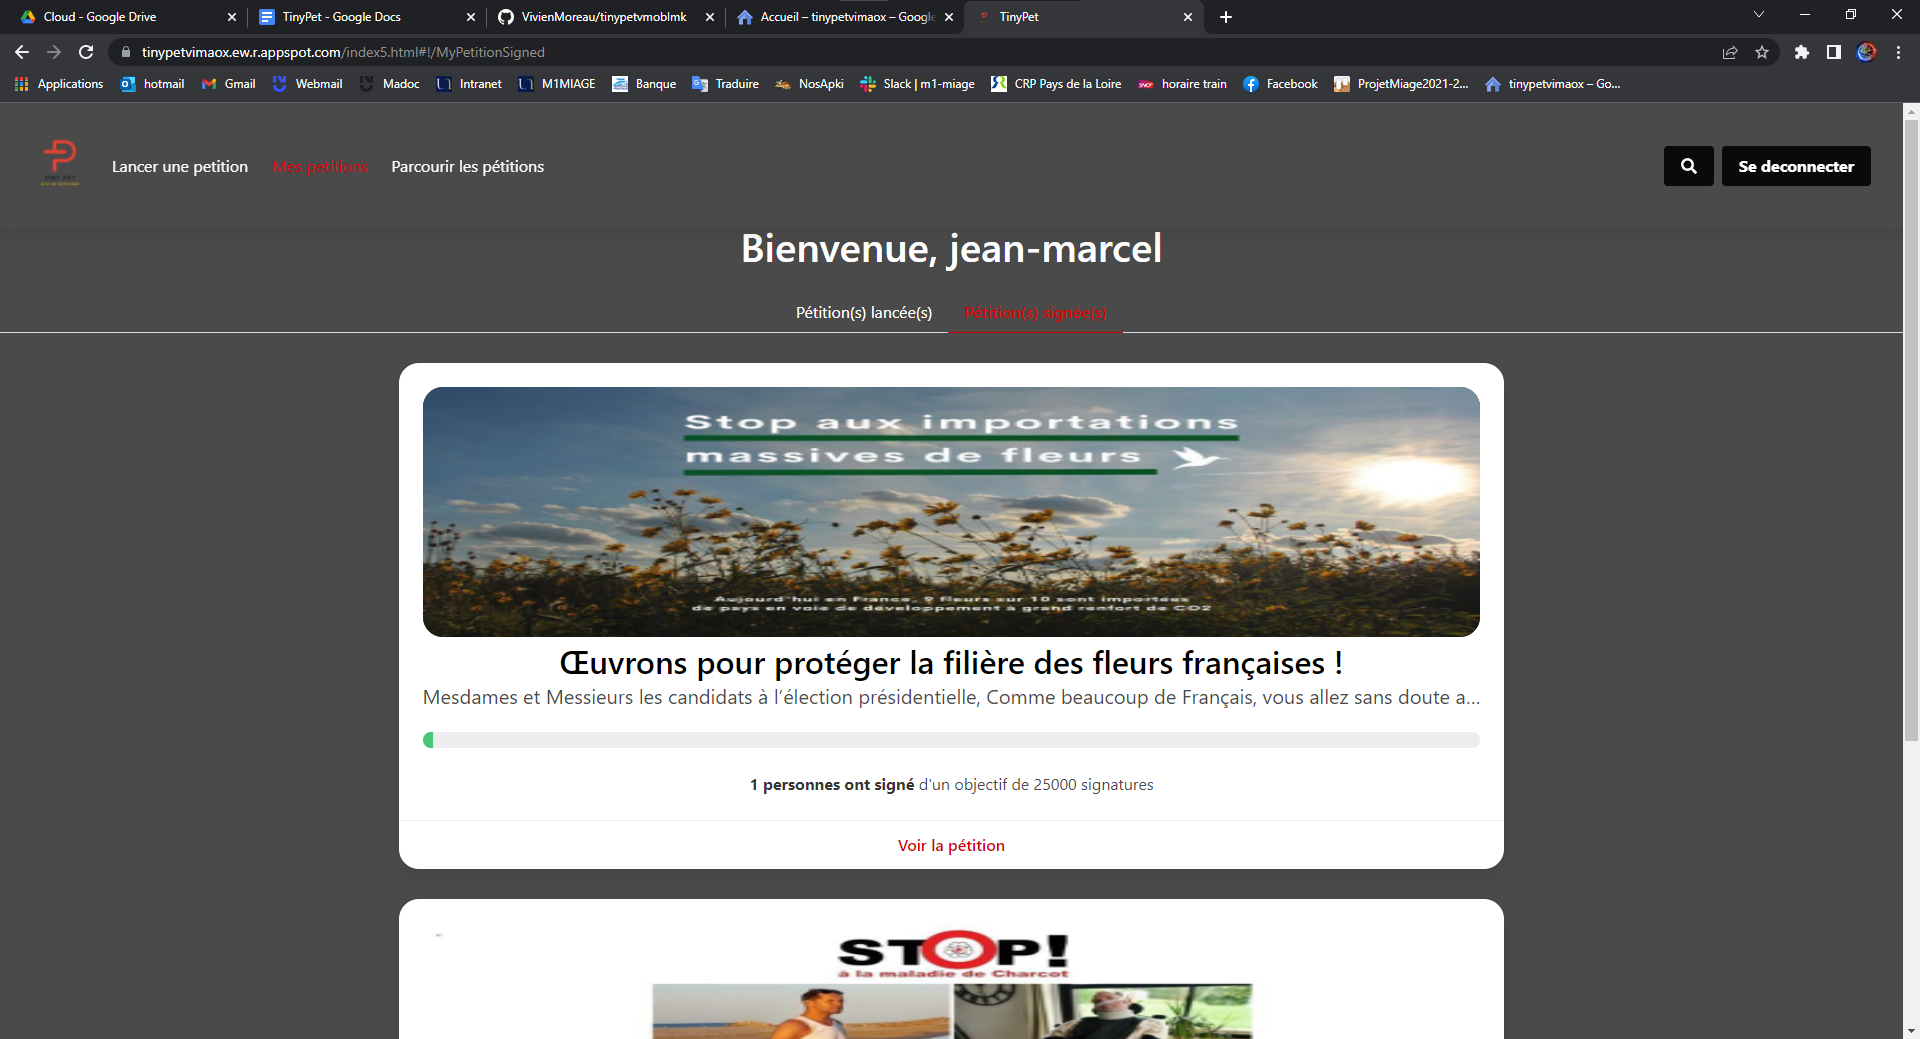 Cloud - Google Drive
TinyPet - Google Docs
VivienMoreau/tinypetvmoblmk
Accueil – tinypetvimaox – Google
TinyPet
tinypetvimaox.ew.r.appspot.com/index5.html#!/MyPetitionSigned
Applications
hotmail
Gmail
Webmail
Madoc
Intranet
M1MIAGE
Banque
Traduire
NosApki
Slack | m1-miage
CRP Pays de la Loire
horaire train
Facebook
ProjetMiage2021-2...
tinypetvimaox – Go...
TINY PET
SITE DE PETITIONS
Lancer une petition
Mes petitions
Parcourir les pétitions
Se deconnecter
Bienvenue, jean-marcel
Pétition(s) lancée(s)
Pétition(s) signée(s)
Stop aux importations
massives de fleurs
Aujourd'hui en France, 9 fleurs sur 10 sont importées
de pays en voie de développement à grand renfort de CO2
Œuvrons pour protéger la filière des fleurs françaises !
Mesdames et Messieurs les candidats à l’élection présidentielle, Comme beaucoup de Français, vous allez sans doute a...
1 personnes ont signé d'un objectif de 25000 signatures
Voir la pétition
STOP!
à la maladie de Charcot